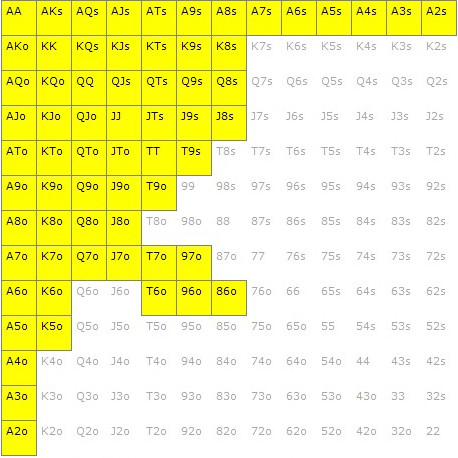 AA AKs AQs AJs ATs A9s A8s A7s A6s A5s A4s A3s A2s
AKo KK KQs KJs KTs K9s K8s K7s K6s K5s K4s K3s K2s
AQo KQo QQ QJs QTs Q9s Q8s Q7s Q6s Q5s Q4s Q3s Q2s
AJo KJo QJo JJ JTs J9s J8s J7s J6s J5s J4s J3s J2s
ATo KTo QTo JTo TT T9s T8s T7s T6s T5s T4s T3s T2s
A9o K9o Q9o J9o T9o 99 98s 97s 96s 95s 94s 93s 92s
A8o K8o Q8o J8o T8o 98o 88 87s 86s 85s 84s 83s 82s
A7o K7o Q7o J7o T7o 97o 87o 77 76s 75s 74s 73s 72s
A6o K6o Q6o J6o T6o 96o 86o 76o 66 65s 64s 63s 62s
A5o K5o Q5o J5o T5o 95o 85o 75o 65o 55 54s 53s 52s
A4o K4o Q4o J4o T4o 94o 84o 74o 64o 54o 44 43s 42s
A3o K3o Q3o J3o T3o 93o 83o 73o 63o 53o 43o 33 32s
A2o K2o Q2o J2o T2o 92o 82o 72o 62o 52o 42o 32o 22